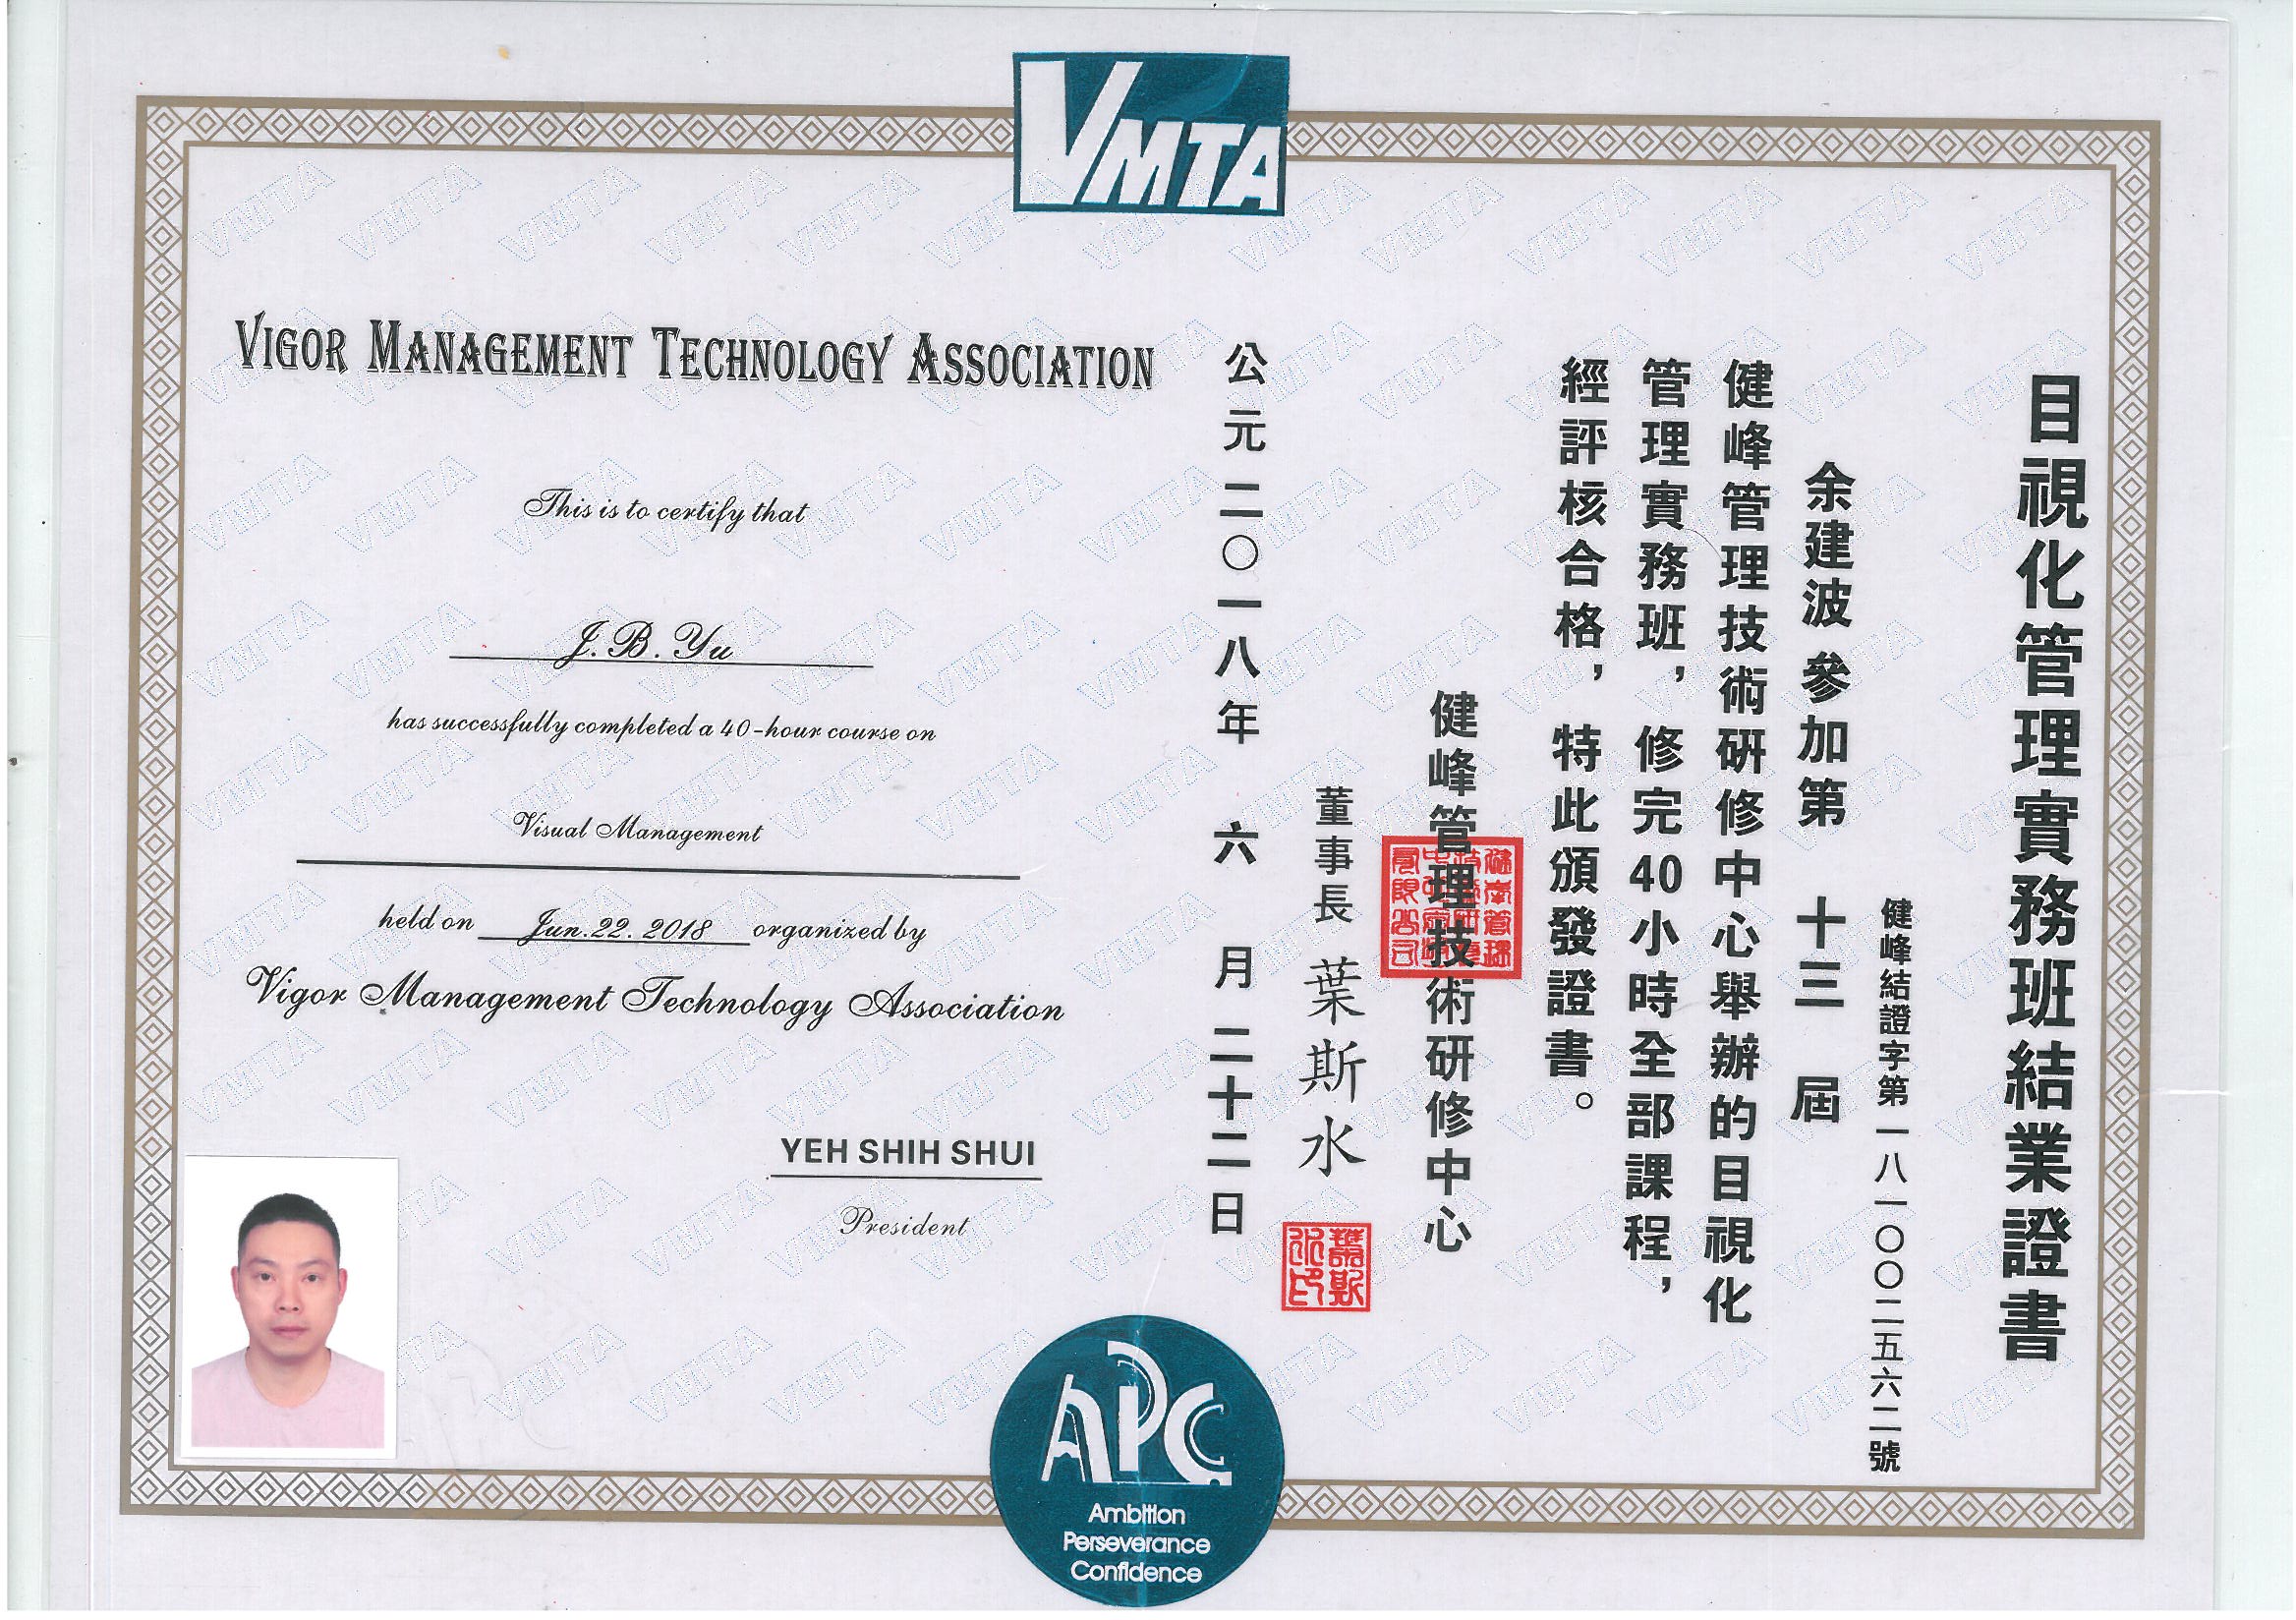 VMTA
VIGOR MANAGEMENT TECHNOLOGY ASSOCIATION
This is to certify that
J. B. Yu
has successfully completed a 40-hour course on
Visual Management
held on Jun.22. 2018 organized by
Vigor Management Technology Association
YEH SHIH SHUI
President
目視化管理實務班結業證書
健峰結證字第一八一〇〇二五六二號
余建波 參加第 十三 屆
健峰管理技術研修中心舉辦的目視化
管理實務班，修完40小時全部課程，
經評核合格，特此頒發證書。
健峰管理技術研修中心
董事長 葉斯水
葉斯水印
公元二〇一八年 六 月 二十二日
APC
Ambition
Perseverance
Confidence